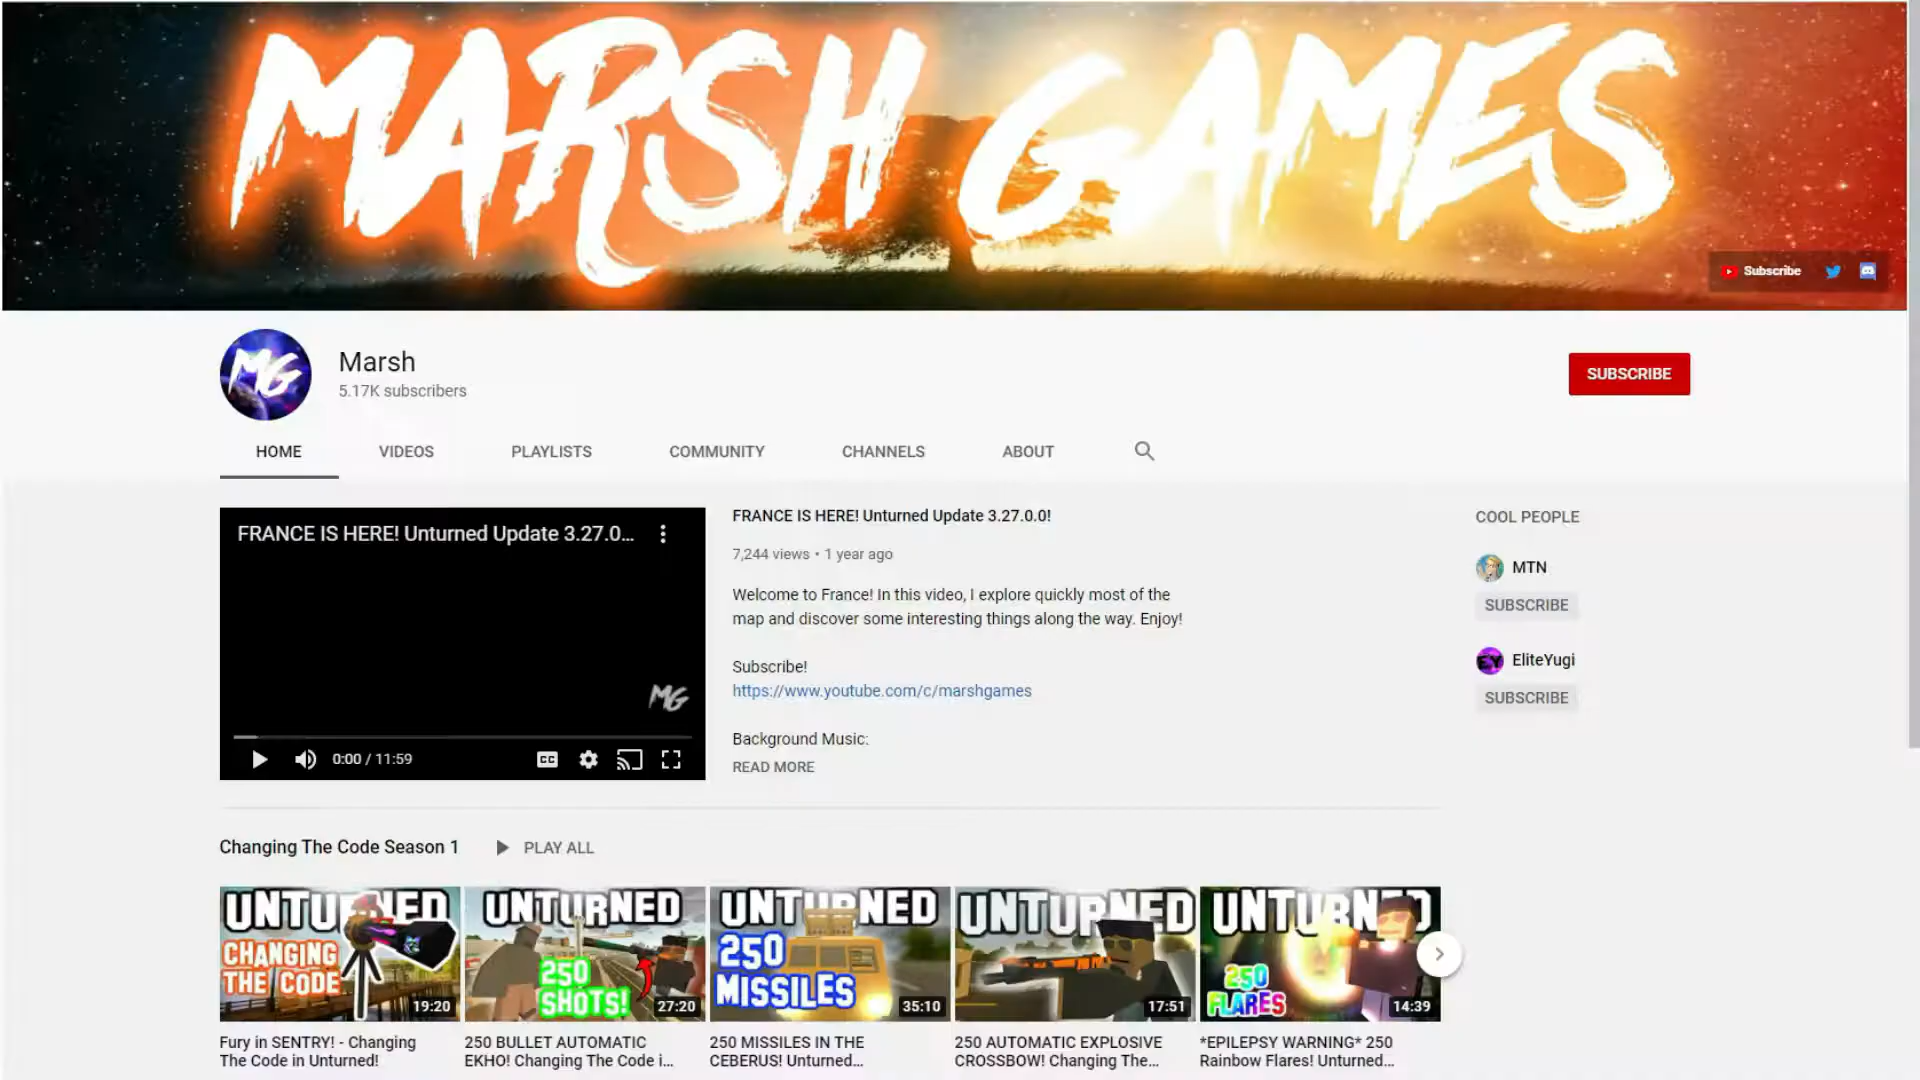 MARSH GAMES
Subscribe
Marsh
5.17K subscribers
SUBSCRIBE
HOME
VIDEOS
PLAYLISTS
COMMUNITY
CHANNELS
ABOUT
FRANCE IS HERE! Unturned Update 3.27.0...
MG
0:00 / 11:59
CC
FRANCE IS HERE! Unturned Update 3.27.0.0!
7,244 views • 1 year ago
Welcome to France! In this video, I explore quickly most of the
map and discover some interesting things along the way. Enjoy!
Subscribe!
https://www.youtube.com/c/marshgames
Background Music:
READ MORE
COOL PEOPLE
MTN
SUBSCRIBE
EY
EliteYugi
SUBSCRIBE
Changing The Code Season 1
PLAY ALL
UNTURNED
CHANGING
THE CODE
19:20
Fury in SENTRY! - Changing
The Code in Unturned!
UNTURNED
250
SHOTS!
27:20
250 BULLET AUTOMATIC
EKHO! Changing The Code i...
UNTURNED
250
MISSILES
35:10
250 MISSILES IN THE
CEBERUS! Unturned...
UNTURNED
17:51
250 AUTOMATIC EXPLOSIVE
CROSSBOW! Changing The...
UNTURNED
250
FLARES
14:39
*EPILEPSY WARNING* 250
Rainbow Flares! Unturned...